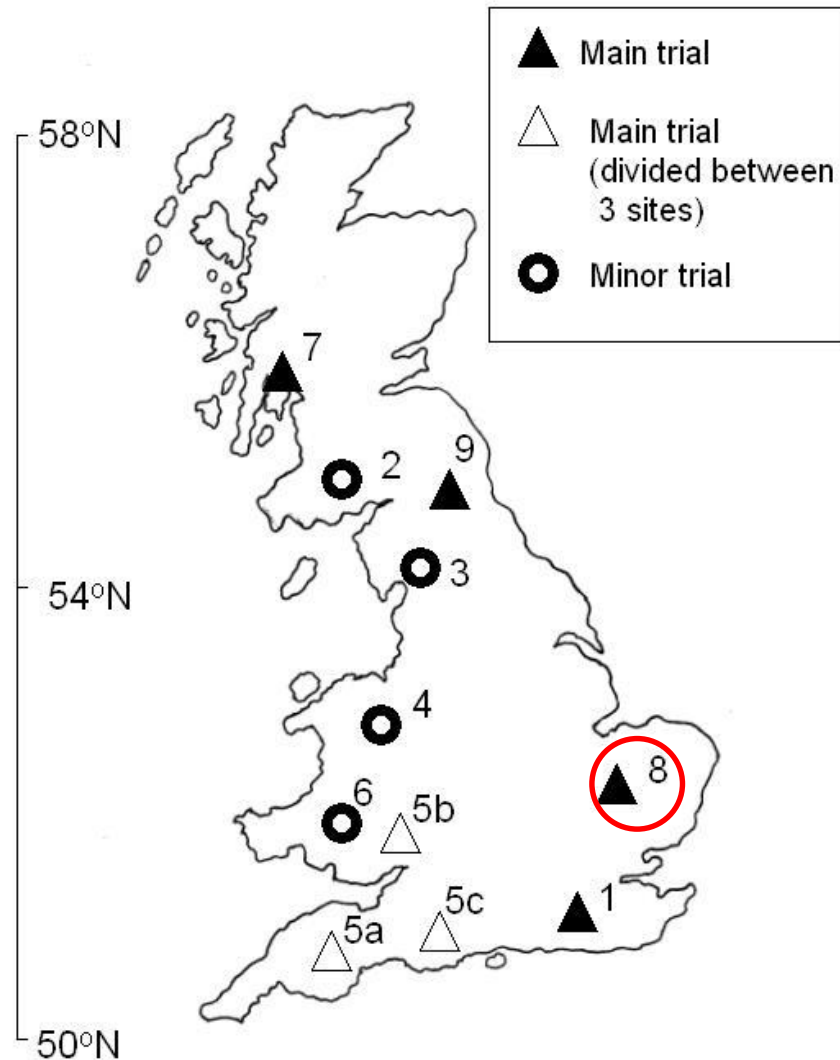 Main trial
Main trial
(divided between
3 sites)
Minor trial
58°N
7
9
2
3
54°N
4
8
6
5b
1
5c
5a
50°N